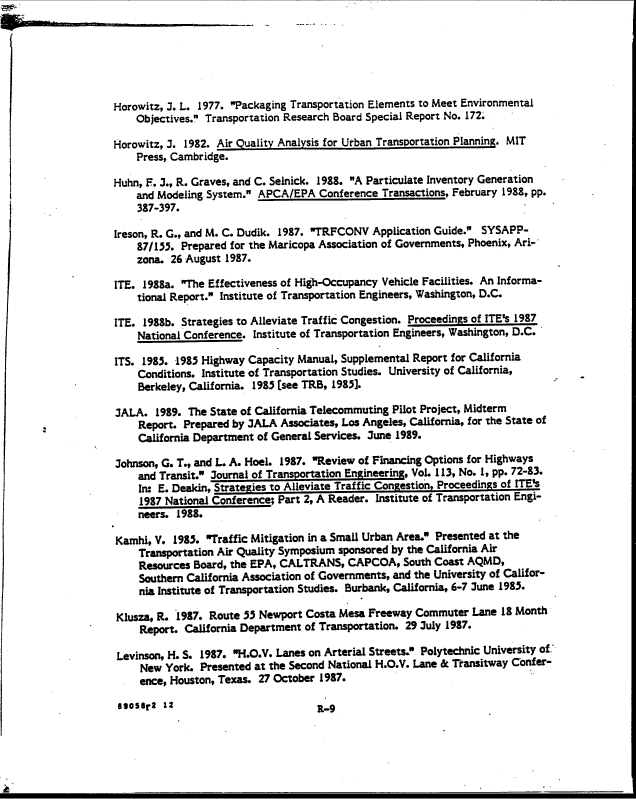 Horowitz, J. L. 1977. "Packaging Transportation Elements to Meet Environmental
Objectives." Transportation Research Board Special Report No. 172.
Horowitz, J. 1982. Air Quality Analysis for Urban Transportation Planning. MIT
Press, Cambridge.
Huhn, F. J., R. Graves, and C. Selnick. 1988. "A Particulate Inventory Generation
and Modeling System." APCA/EPA Conference Transactions, February 1988, pp.
387-397.
Ireson, R. G., and M. C. Dudik. 1987. "TRFCONV Application Guide." SYSAPP-
87/155. Prepared for the Maricopa Association of Governments, Phoenix, Ari-
zona. 26 August 1987.
ITE. 1988a. "The Effectiveness of High-Occupancy Vehicle Facilities. An Informa-
tional Report." Institute of Transportation Engineers, Washington, D.C.
ITE. 1988b. Strategies to Alleviate Traffic Congestion. Proceedings of ITE's 1987
National Conference. Institute of Transportation Engineers, Washington, D.C.
ITS. 1985. 1985 Highway Capacity Manual, Supplemental Report for California
Conditions. Institute of Transportation Studies. University of California,
Berkeley, California. 1985 [see TRB, 1985].
JALA. 1989. The State of California Telecommuting Pilot Project, Midterm
Report. Prepared by JALA Associates, Los Angeles, California, for the State of
California Department of General Services. June 1989.
Johnson, G. T., and L. A. Hoel. 1987. "Review of Financing Options for Highways
and Transit." Journal of Transportation Engineering, Vol. 113, No. 1, pp. 72-83.
In: E. Deakin, Strategies to Alleviate Traffic Congestion, Proceedings of ITE's
1987 National Conference; Part 2, A Reader. Institute of Transportation Engi-
neers. 1988.
Kamhi, V. 1985. "Traffic Mitigation in a Small Urban Area." Presented at the
Transportation Air Quality Symposium sponsored by the California Air
Resources Board, the EPA, CALTRANS, CAPCOA, South Coast AQMD,
Southern California Association of Governments, and the University of Califor-
nia Institute of Transportation Studies. Burbank, California, 6-7 June 1985.
Klusza, R. 1987. Route 55 Newport Costa Mesa Freeway Commuter Lane 18 Month
Report. California Department of Transportation. 29 July 1987.
Levinson, H. S. 1987. "H.O.V. Lanes on Arterial Streets." Polytechnic University of
New York. Presented at the Second National H.O.V. Lane & Transitway Confer-
ence, Houston, Texas. 27 October 1987.
89058r2 12
R-9